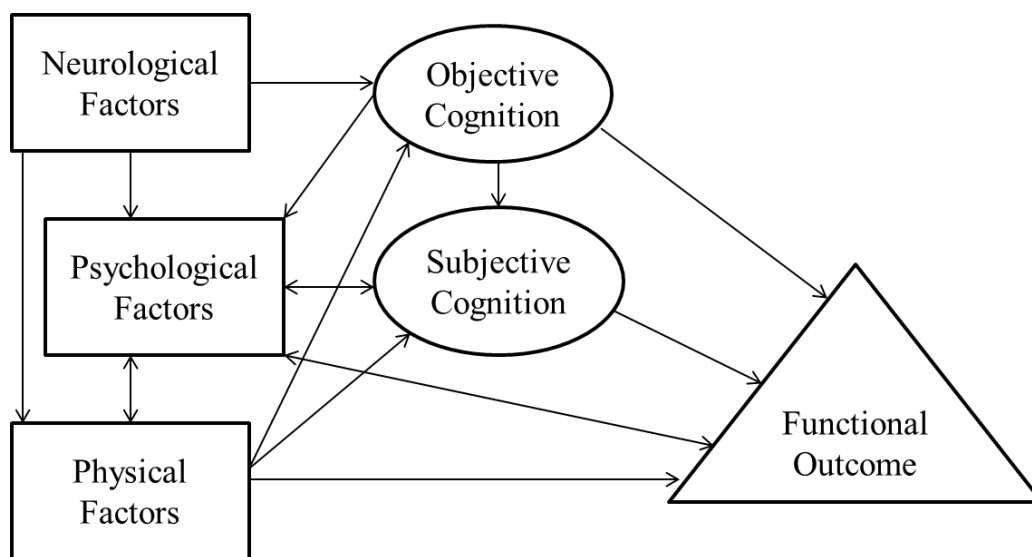 Neurological
Factors
Objective
Cognition
Psychological
Factors
Subjective
Cognition
Physical
Factors
Functional
Outcome